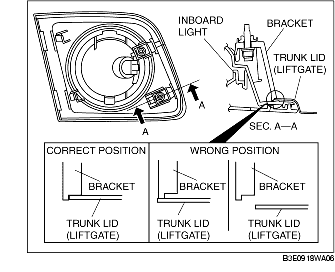 INBOARD
LIGHT
BRACKET
TRUNK LID
(LIFTGATE)
A
A
SEC. A—A
CORRECT POSITION
WRONG POSITION
BRACKET
BRACKET
BRACKET
TRUNK LID
(LIFTGATE)
TRUNK LID
(LIFTGATE)
TRUNK LID
(LIFTGATE)
B3E0918WA06